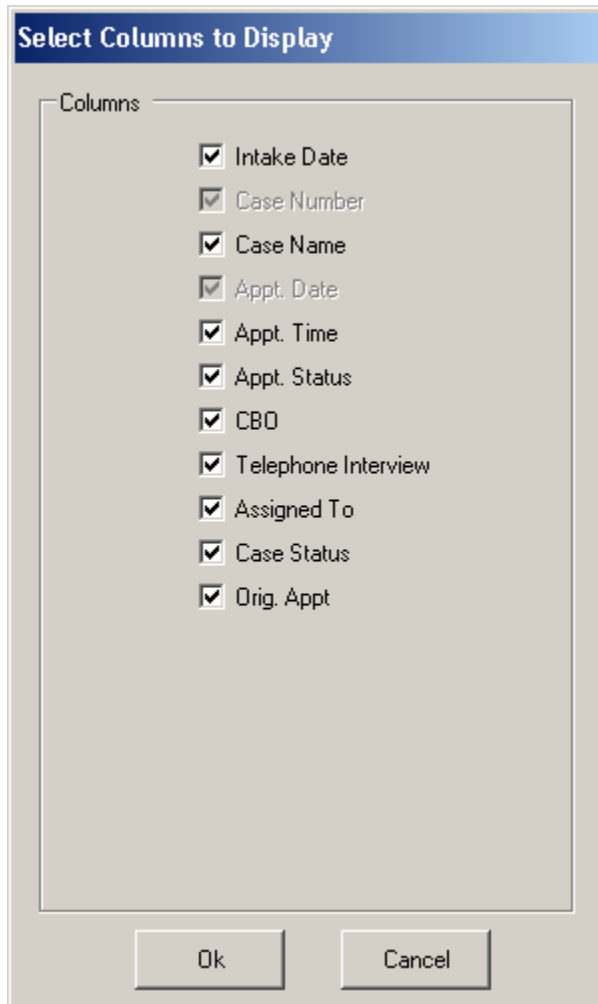 Select Columns to Display
Columns
Intake Date
Case Number
Case Name
Appt. Date
Appt. Time
Appt. Status
CBO
Telephone Interview
Assigned To
Case Status
Orig. Appt
Ok Cancel